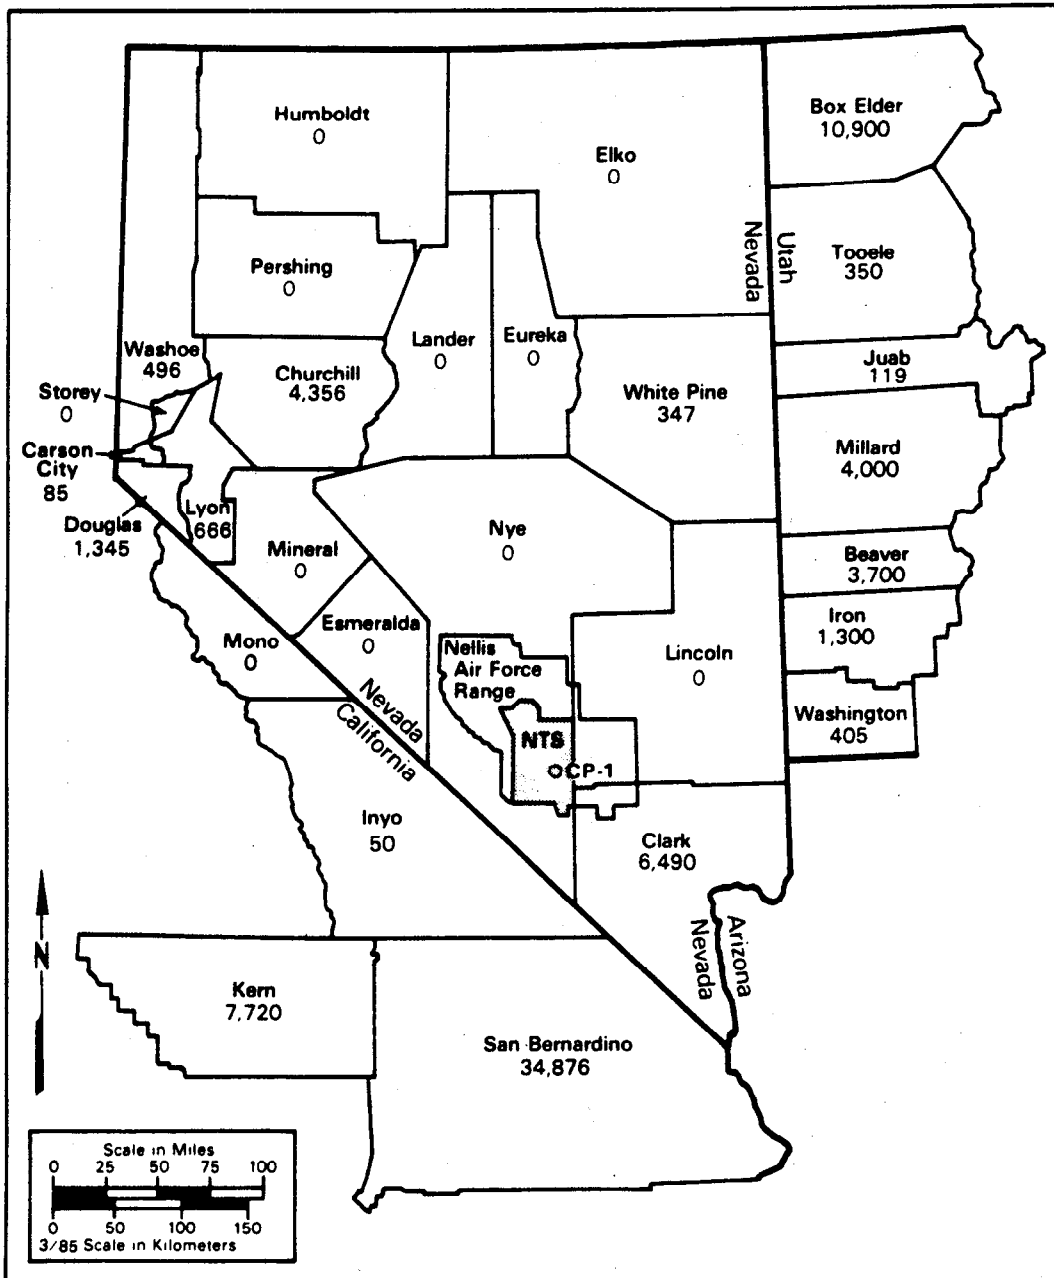 Humboldt
0
Elko
0
Box Elder
10,900
Pershing
0
Nevada
Utah
Tooele
350
Washoe
496
Churchill
4,356
Lander
0
Eureka
0
White Pine
347
Juab
119
Storey
0
Carson
City
85
Millard
4,000
Douglas
1,345
Lyon
666
Mineral
0
Nye
0
Beaver
3,700
Mono
0
Esmeralda
0
Nellis
Air Force
Range
Lincoln
0
Iron
1,300
Nevada
California
NTS
CP-1
Washington
405
Inyo
50
Clark
6,490
N
Nevada
Arizona
Kern
7,720
San Bernardino
34,876
Scale in Miles
0 25 50 75 100
0 50 100 150
3/85 Scale in Kilometers